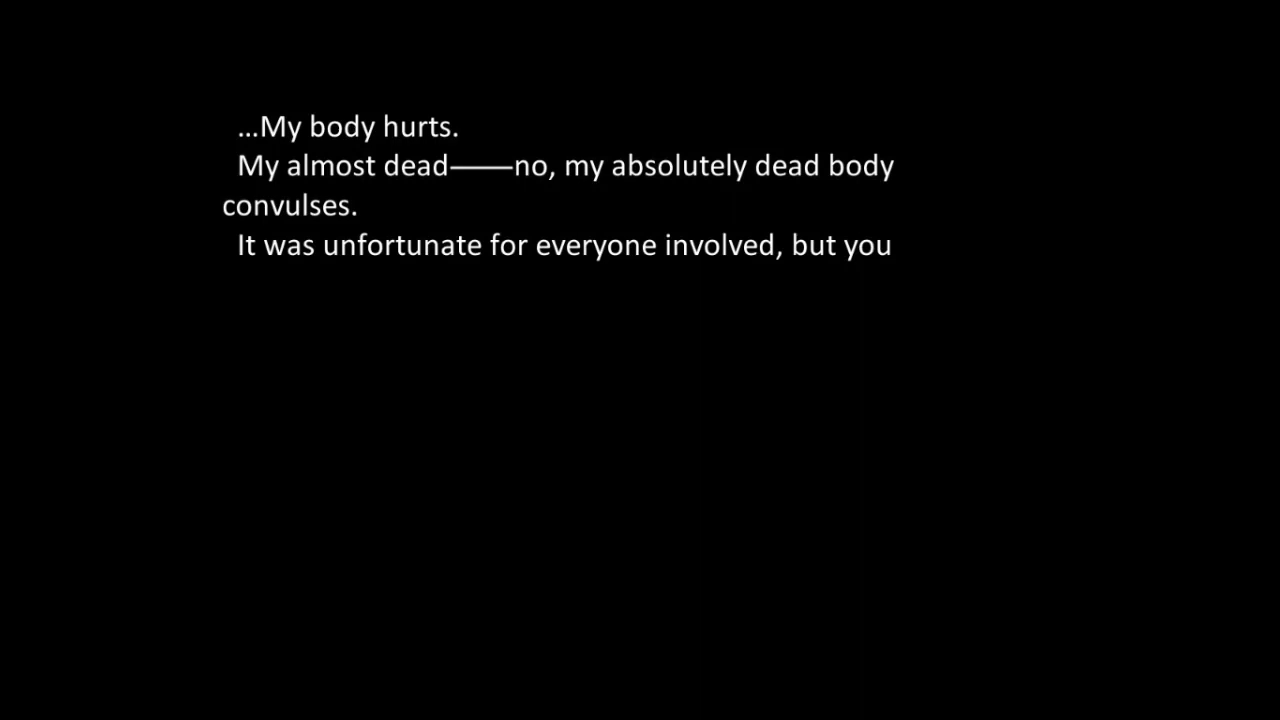 …My body hurts.
My almost dead――no, my absolutely dead body
convulses.
It was unfortunate for everyone involved, but you